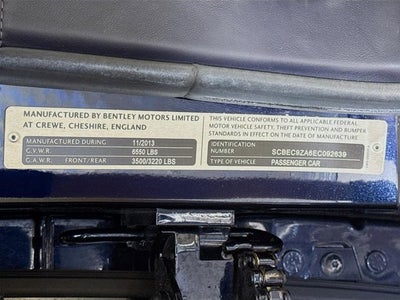 MANUFACTURED BY BENTLEY MOTORS LIMITED
AT CREWE, CHESHIRE, ENGLAND
MANUFACTURED DURING 11/2013
G.V.W.R. 6550 LBS
G.A.W.R. FRONT/REAR 3500/3220 LBS
THIS VEHICLE CONFORMS TO ALL APPLICABLE FEDERAL
MOTOR VEHICLE SAFETY, THEFT PREVENTION AND BUMPER
STANDARDS IN EFFECT ON THE DATE OF MANUFACTURE
IDENTIFICATION
NUMBER SCBEC9ZA6EC092639
TYPE OF VEHICLE PASSENGER CAR